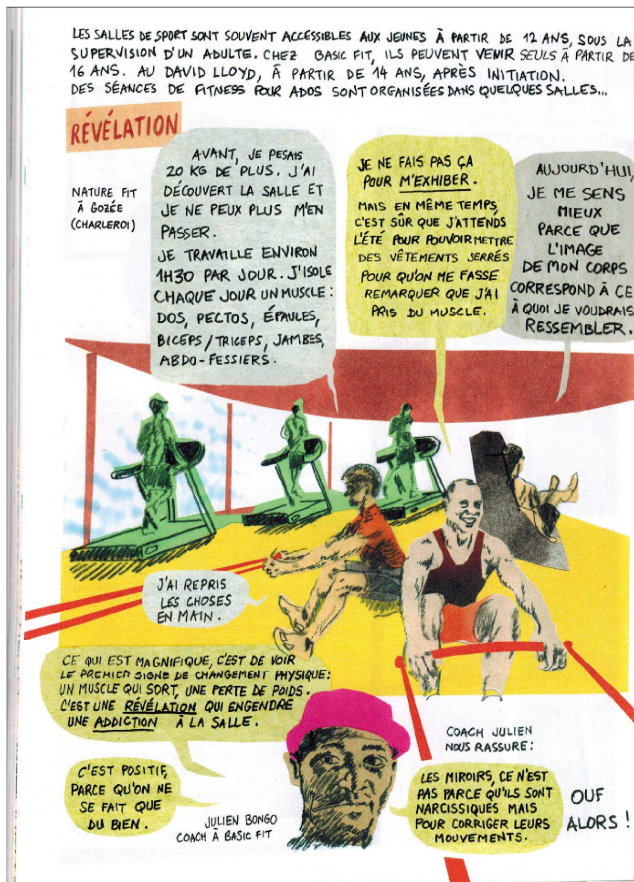 LES SALLES DE SPORT SONT SOUVENT ACCESSIBLES AUX JEUNES À PARTIR DE 12 ANS, SOUS LA
SUPERVISION D'UN ADULTE. CHEZ BASIC FIT, ILS PEUVENT VENIR SEULS À PARTIR DE
16 ANS. AU DAVID LLOYD, À PARTIR DE 14 ANS, APRÈS INITIATION.
DES SÉANCES DE FITNESS POUR ADOS SONT ORGANISÉES DANS QUELQUES SALLES...
RÉVÉLATION
NATURE FIT
À GOZÉE
(CHARLEROI)
AVANT, JE PESAIS
20 KG DE PLUS. J'AI
DÉCOUVERT LA SALLE ET
JE NE PEUX PLUS M'EN
PASSER.
JE TRAVAILLE ENVIRON
1H30 PAR JOUR. J'ISOLE
CHAQUE JOUR UN MUSCLE :
DOS, PECTOS, ÉPAULES,
BICEPS/TRICEPS, JAMBES,
ABDO-FESSIERS.
JE NE FAIS PAS ÇA
POUR M'EXHIBER.
MAIS EN MÊME TEMPS,
C'EST SÛR QUE J'ATTENDS
L'ÉTÉ POUR POUVOIR METTRE
DES VÊTEMENTS SERRÉS
POUR QU'ON ME FASSE
REMARQUER QUE J'AI
PRIS DU MUSCLE.
AUJOURD'HUI,
JE ME SENS
MIEUX
PARCE QUE
L'IMAGE
DE MON CORPS
CORRESPOND À CE
À QUOI JE VOUDRAIS
RESSEMBLER.
J'AI REPRIS
LES CHOSES
EN MAIN.
CE QUI EST MAGNIFIQUE, C'EST DE VOIR
LE PREMIER SIGNE DE CHANGEMENT PHYSIQUE :
UN MUSCLE QUI SORT, UNE PERTE DE POIDS.
C'EST UNE RÉVÉLATION QUI ENGENDRE
UNE ADDICTION À LA SALLE.
C'EST POSITIF,
PARCE QU'ON NE
SE FAIT QUE
DU BIEN.
JULIEN BONGO
COACH À BASIC FIT
COACH JULIEN
NOUS RASSURE :
LES MIROIRS, CE N'EST
PAS PARCE QU'ILS SONT
NARCISSIQUES MAIS
POUR CORRIGER LEURS
MOUVEMENTS.
OUF
ALORS !